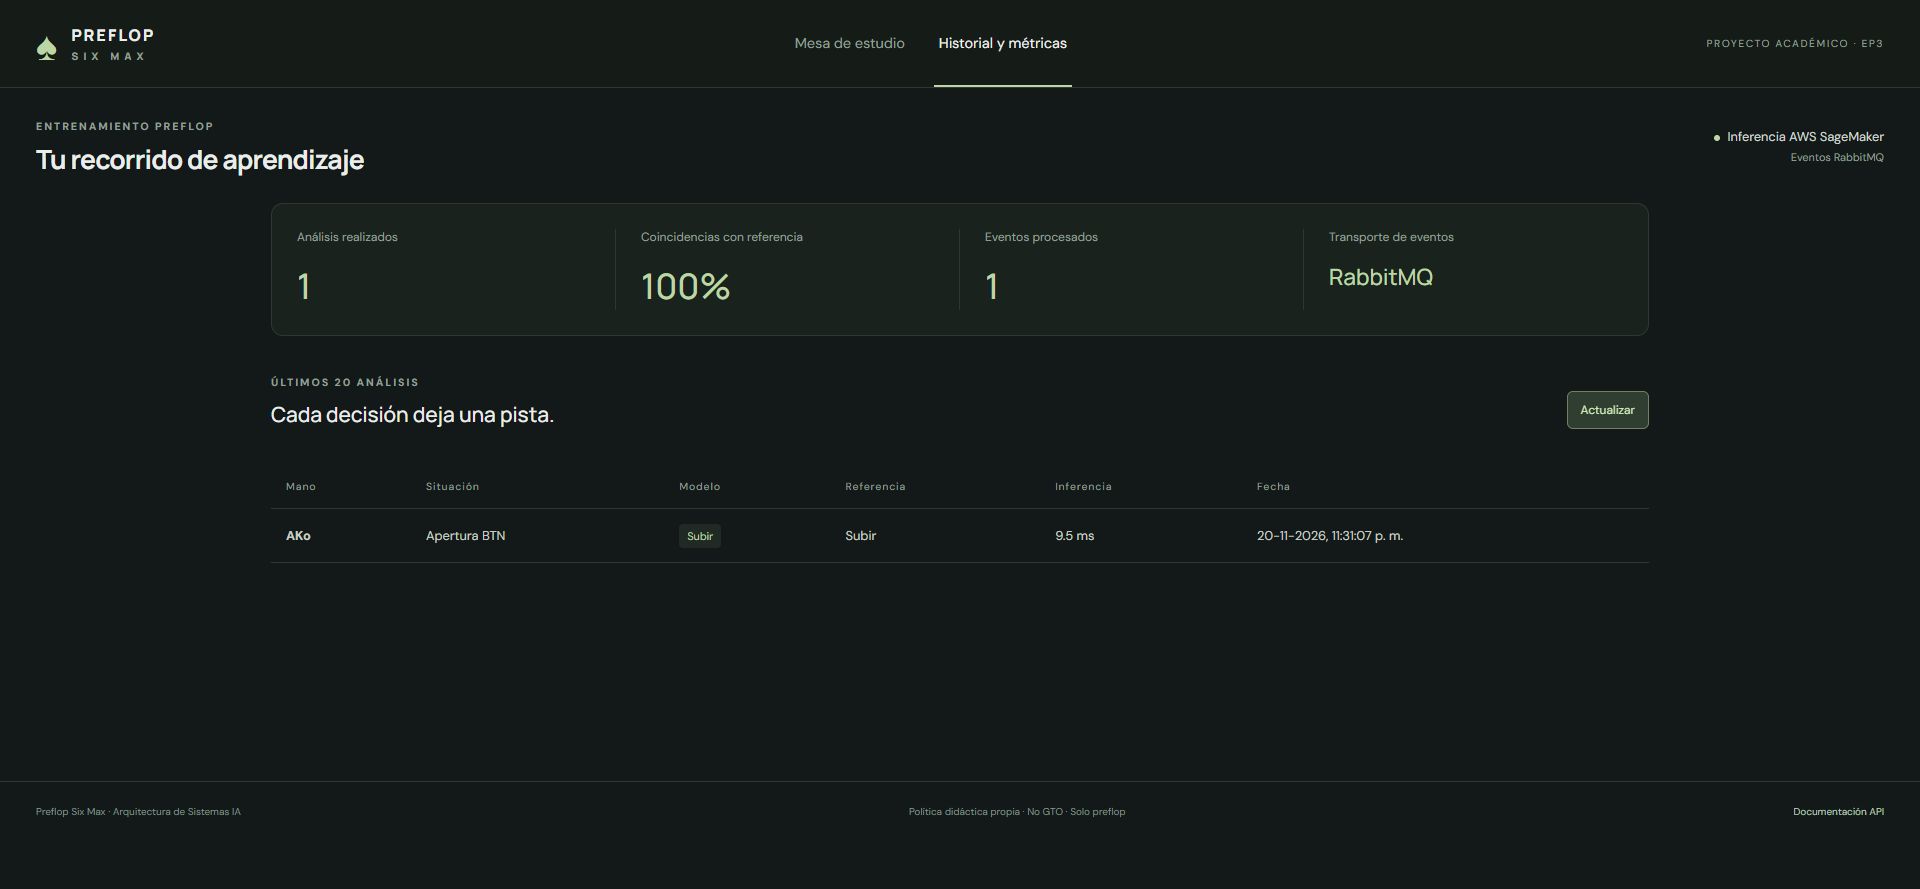 PREFLOP
SIX MAX
Mesa de estudio
Historial y métricas
PROYECTO ACADÉMICO · EP3
ENTRENAMIENTO PREFLOP
Tu recorrido de aprendizaje
Inferencia AWS SageMaker
Eventos RabbitMQ
Análisis realizados
1
Coincidencias con referencia
100%
Eventos procesados
1
Transporte de eventos
RabbitMQ
ÚLTIMOS 20 ANÁLISIS
Cada decisión deja una pista.
Actualizar
Mano Situación Modelo Referencia Inferencia Fecha
AKo Apertura BTN Subir Subir 9.5 ms 20-11-2026, 11:31:07 p. m.
Preflop Six Max · Arquitectura de Sistemas IA
Política didáctica propia · No GTO · Solo preflop
Documentación API